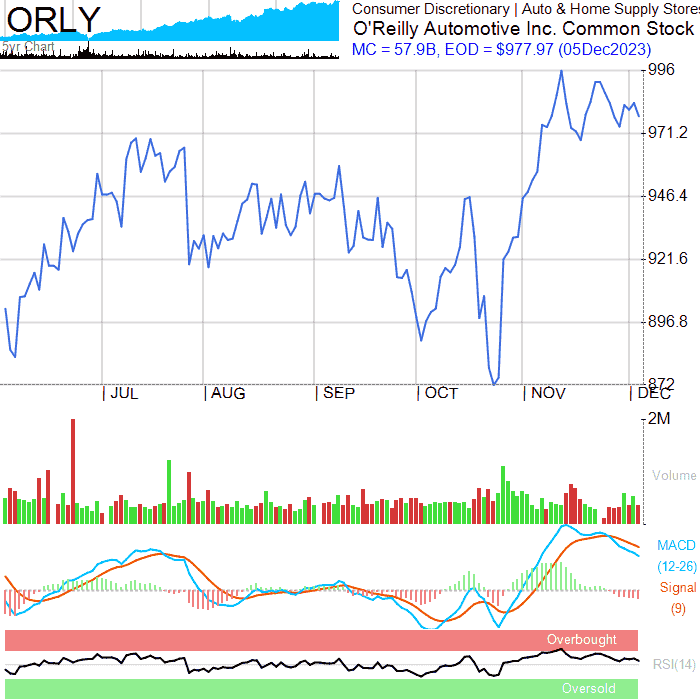 ORLY
5yr Chart
Consumer Discretionary | Auto & Home Supply Stores
O'Reilly Automotive Inc. Common Stock
MC = 57.9B, EOD = $977.97 (05Dec2023)
996
971.2
946.4
921.6
896.8
872
JUL
AUG
SEP
OCT
NOV
DEC
2M
Volume
MACD
(12-26)
Signal
(9)
Overbought
RSI(14)
Oversold